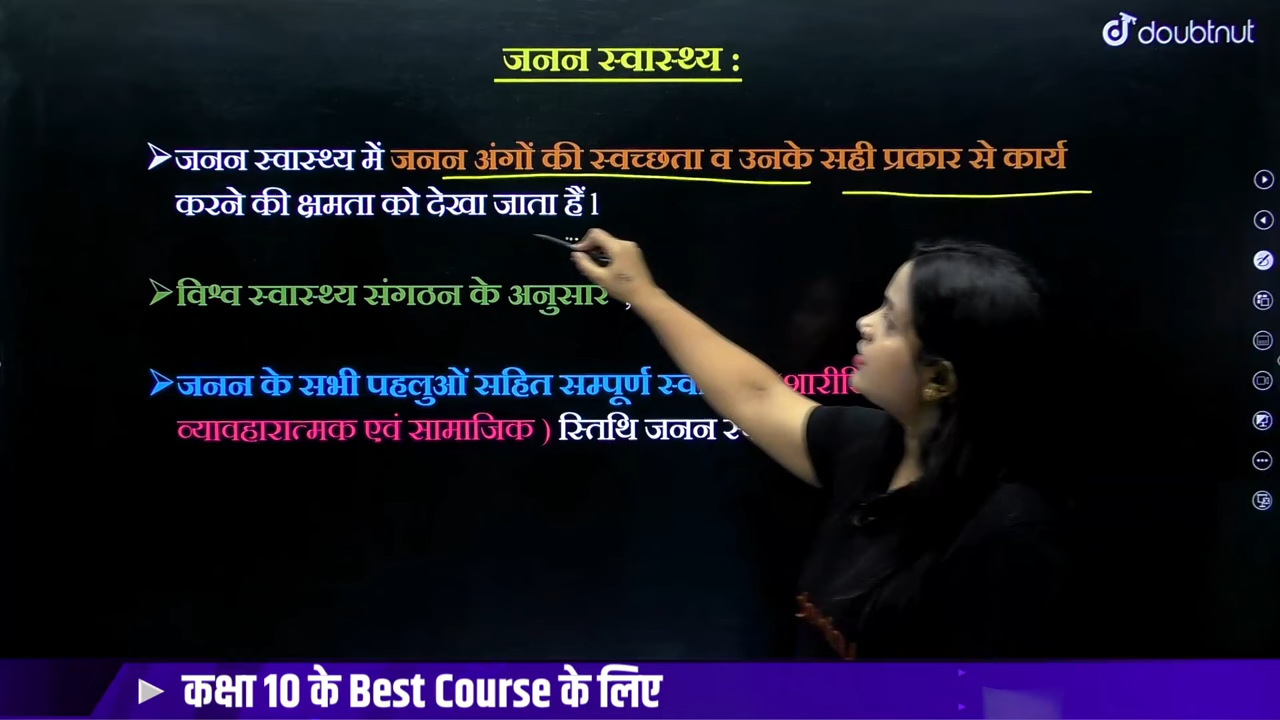 doubtnut
जनन स्वास्थ्य :
जनन स्वास्थ्य में जनन अंगों की स्वच्छता व उनके सही प्रकार से कार्य
करने की क्षमता को देखा जाता हैं l
विश्व स्वास्थ्य संगठन के अनुसार
जनन के सभी पहलुओं सहित सम्पूर्ण
व्यावहारात्मक एवं सामाजिक ) स्तिथि जनन
कक्षा 10 के Best Course के लिए